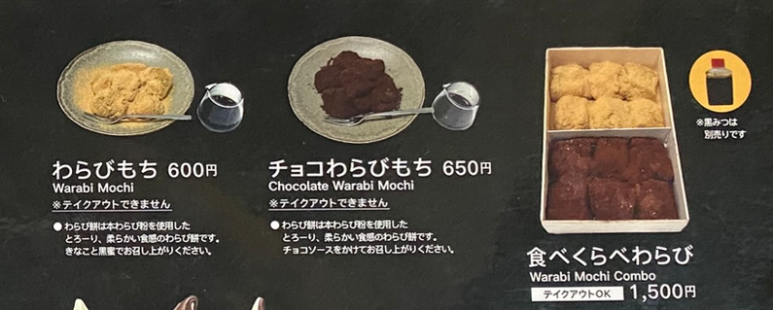 わらびもち 600円
Warabi Mochi
※テイクアウトできません
●わらび餅は本わらび粉を使用した
とろーり、柔らかい食感のわらび餅です。
きなこと黒蜜でお召し上がりください。
チョコわらびもち 650円
Chocolate Warabi Mochi
※テイクアウトできません
●わらび餅は本わらび粉を使用した
とろーり、柔らかい食感のわらび餅です。
チョコソースをかけてお召し上がりください。
※黒みつは
別売りです
食べくらべわらび
Warabi Mochi Combo
テイクアウトOK 1,500円